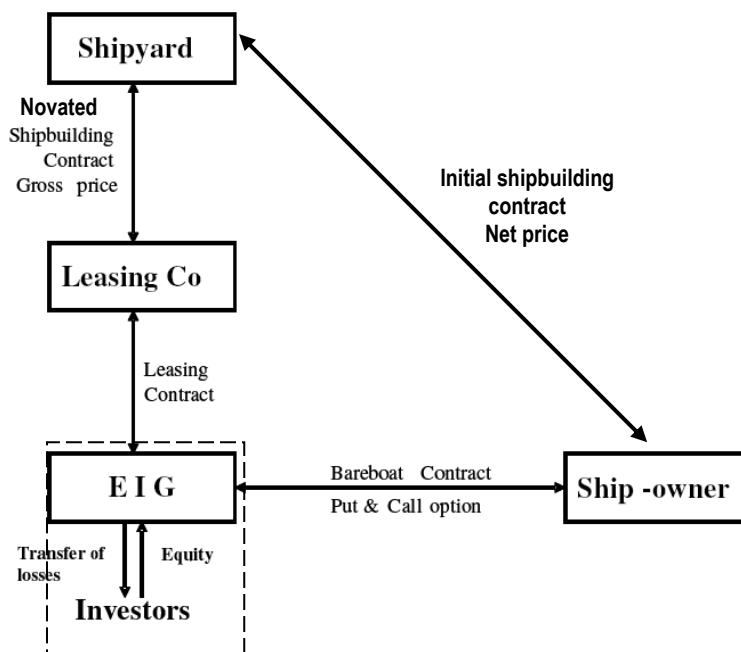 Shipyard
Novated
Shipbuilding
Contract
Gross price
Initial shipbuilding
contract
Net price
Leasing Co
Leasing
Contract
E I G
Bareboat Contract
Put & Call option
Ship -owner
Transfer of
losses
Equity
Investors